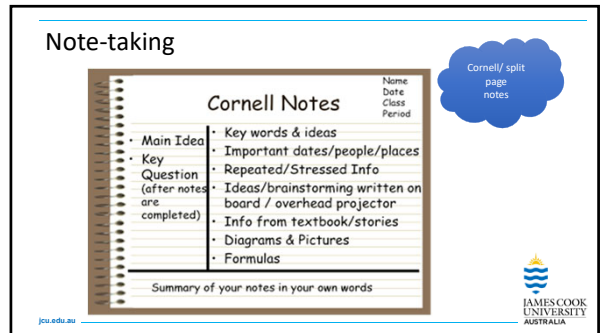 Note-taking
Cornell/ split
page
notes
Name
Date
Class
Period
Cornell Notes
• Main Idea
• Key
Question
(after notes
are
completed)
• Key words & ideas
• Important dates/people/places
• Repeated/Stressed Info
• Ideas/brainstorming written on
board / overhead projector
• Info from textbook/stories
• Diagrams & Pictures
• Formulas
Summary of your notes in your own words
jcu.edu.au
JAMES COOK
UNIVERSITY
AUSTRALIA